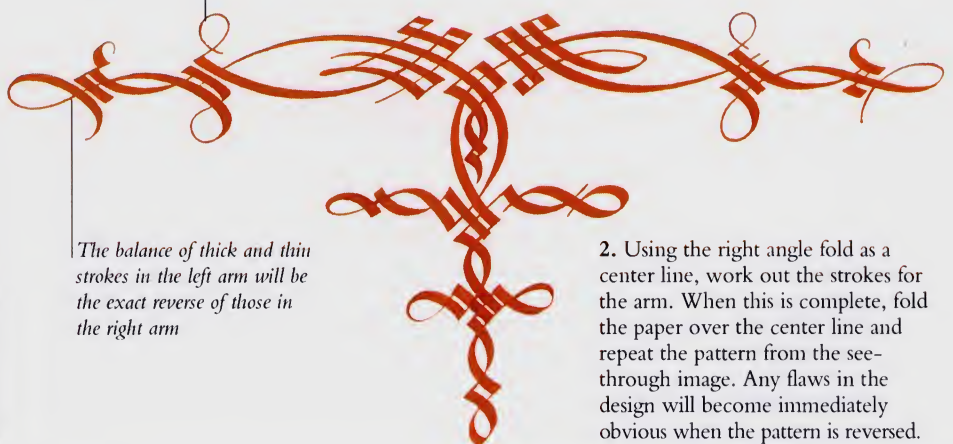 The balance of thick and thin
strokes in the left arm will be
the exact reverse of those in
the right arm
2. Using the right angle fold as a
center line, work out the strokes for
the arm. When this is complete, fold
the paper over the center line and
repeat the pattern from the see-
through image. Any flaws in the
design will become immediately
obvious when the pattern is reversed.